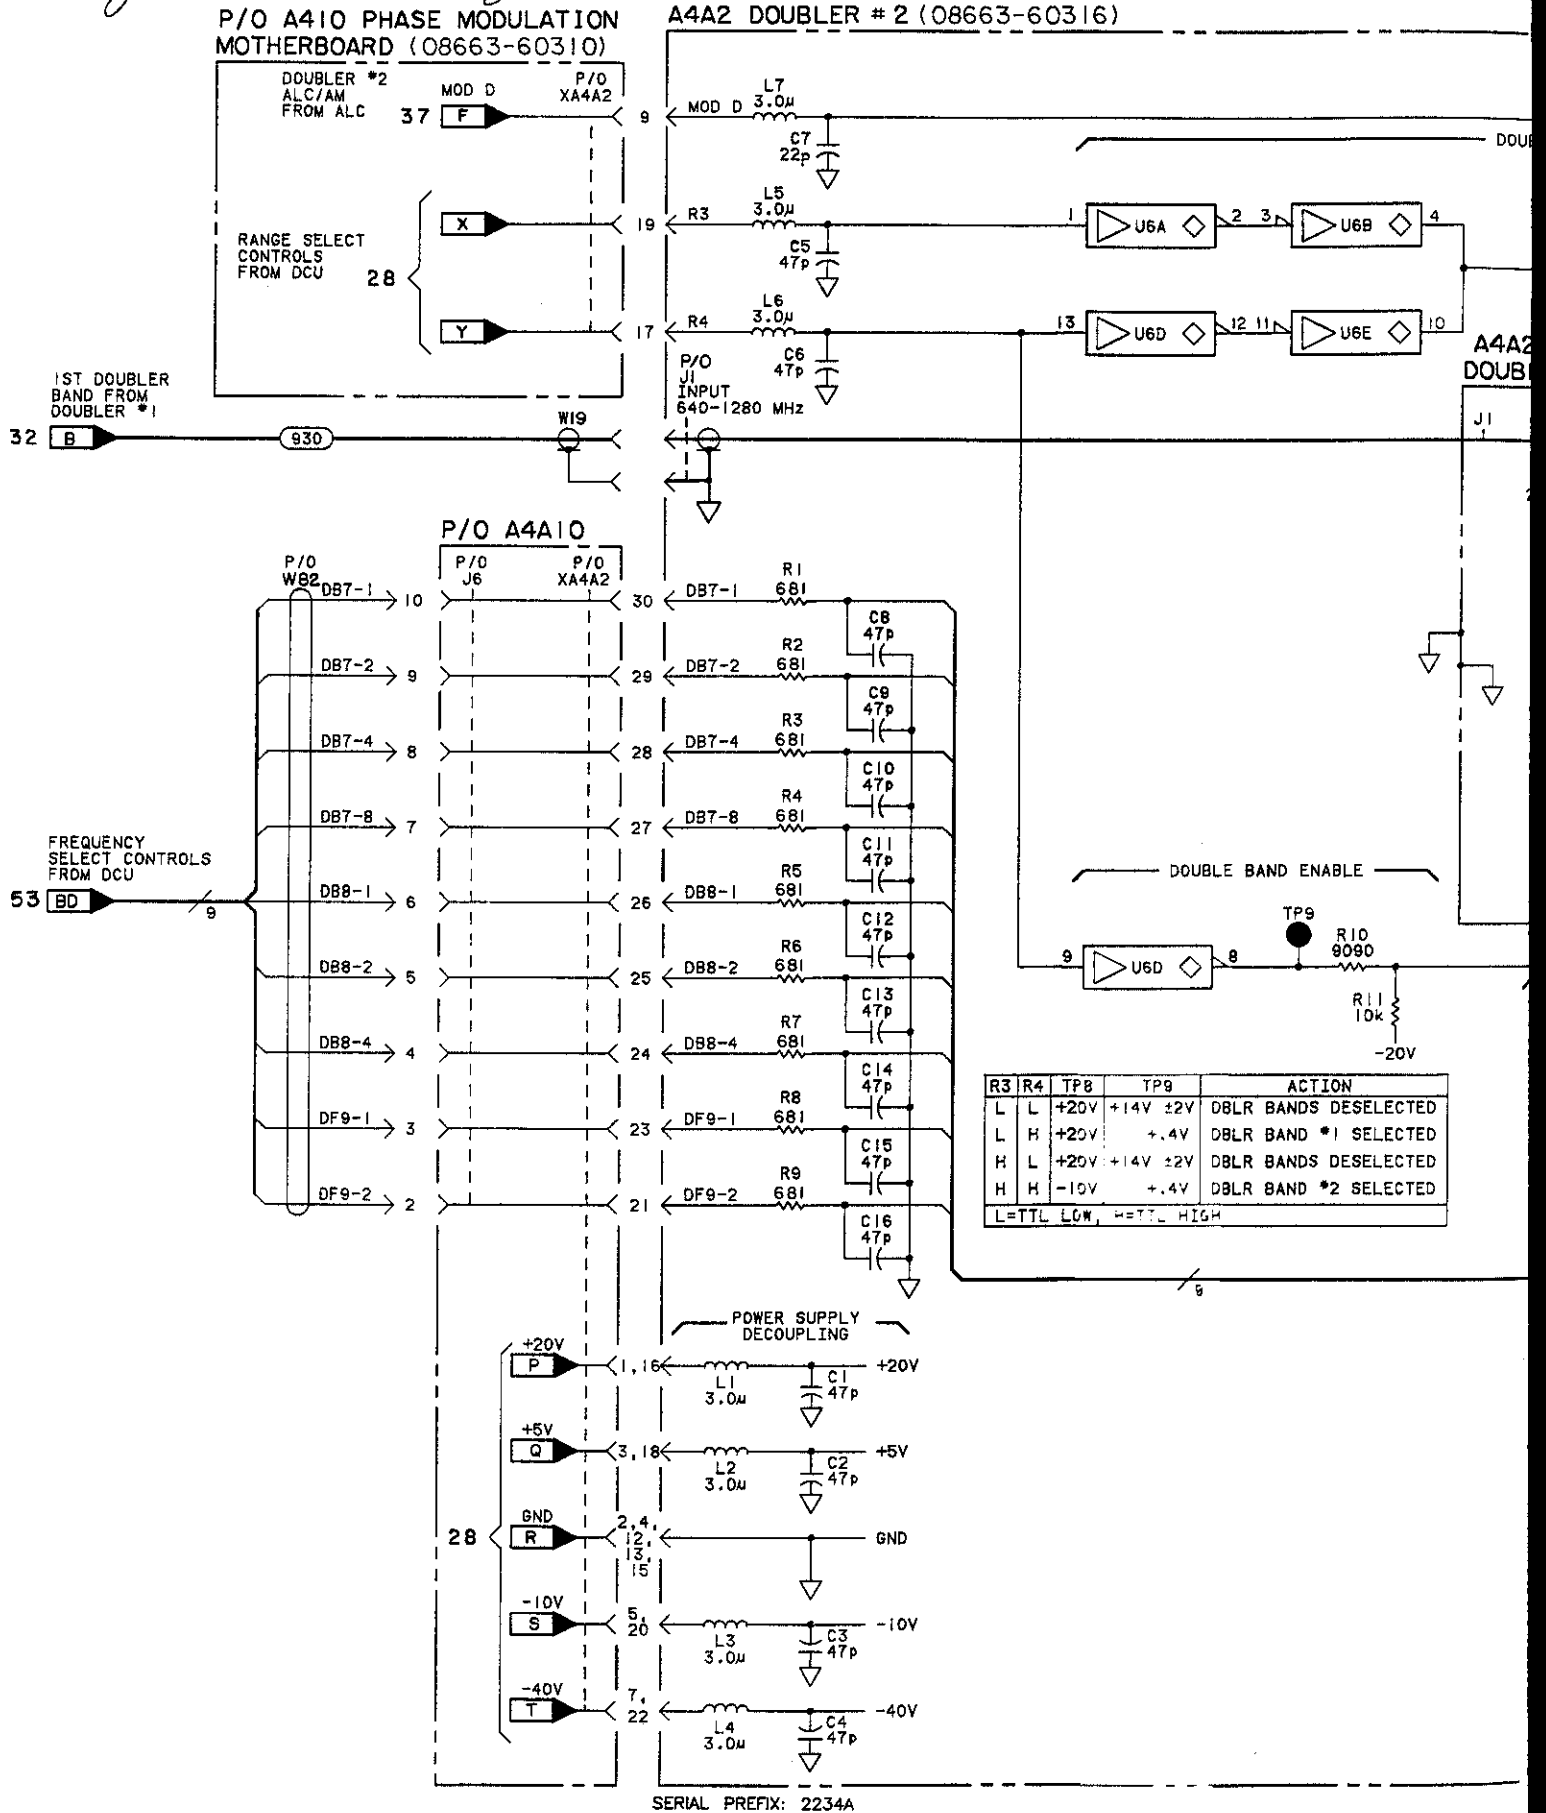 P/O A410 PHASE MODULATION
MOTHERBOARD (08663-60310)
A4A2 DOUBLER #2 (08663-60316)
DOUBLER #2
ALC/AM
FROM ALC
MOD D
P/O
XA4A2
37 F
9
MOD D
L7
3.0µ
C7
22p
RANGE SELECT
CONTROLS
FROM DCU
28
X
19
R3
L5
3.0µ
C5
47p
1
U6A
2
3
U6B
4
Y
17
R4
L6
3.0µ
C6
47p
13
U6D
12
11
U6E
10
1ST DOUBLER
BAND FROM
DOUBLER #1
32 B
930
W19
P/O
J1
INPUT
640-1280 MHz
A4A2
J1
P/O A4A10
P/O
W82
P/O
J6
P/O
XA4A2
DB7-1
10
30
DB7-1
R1
681
C8
47p
DB7-2
9
29
DB7-2
R2
681
C9
47p
DB7-4
8
28
DB7-4
R3
681
C10
47p
DB7-8
7
27
DB7-8
R4
681
C11
47p
FREQUENCY
SELECT CONTROLS
FROM DCU
53 BD
9
DB8-1
6
26
DB8-1
R5
681
C12
47p
DB8-2
5
25
DB8-2
R6
681
C13
47p
DB8-4
4
24
DB8-4
R7
681
C14
47p
DF9-1
3
23
DF9-1
R8
681
C15
47p
DF9-2
2
21
DF9-2
R9
681
C16
47p
DOUBLE BAND ENABLE
9
U6D
8
TP9
R10
9090
R11
10k
-20V
R3 R4 TP8 TP9 ACTION
L L +20V +14V ±2V DBLR BANDS DESELECTED
L H +20V +.4V DBLR BAND #1 SELECTED
H L +20V +14V ±2V DBLR BANDS DESELECTED
H H -10V +.4V DBLR BAND #2 SELECTED
L=TTL LOW, H=TTL HIGH
9
POWER SUPPLY
DECOUPLING
28
+20V
P
1,16
L1
3.0µ
C1
47p
+20V
+5V
Q
3,18
L2
3.0µ
C2
47p
+5V
GND
R
2,4,
12,
13,
15
GND
-10V
S
5,
20
L3
3.0µ
C3
47p
-10V
-40V
T
7,
22
L4
3.0µ
C4
47p
-40V
SERIAL PREFIX: 2234A